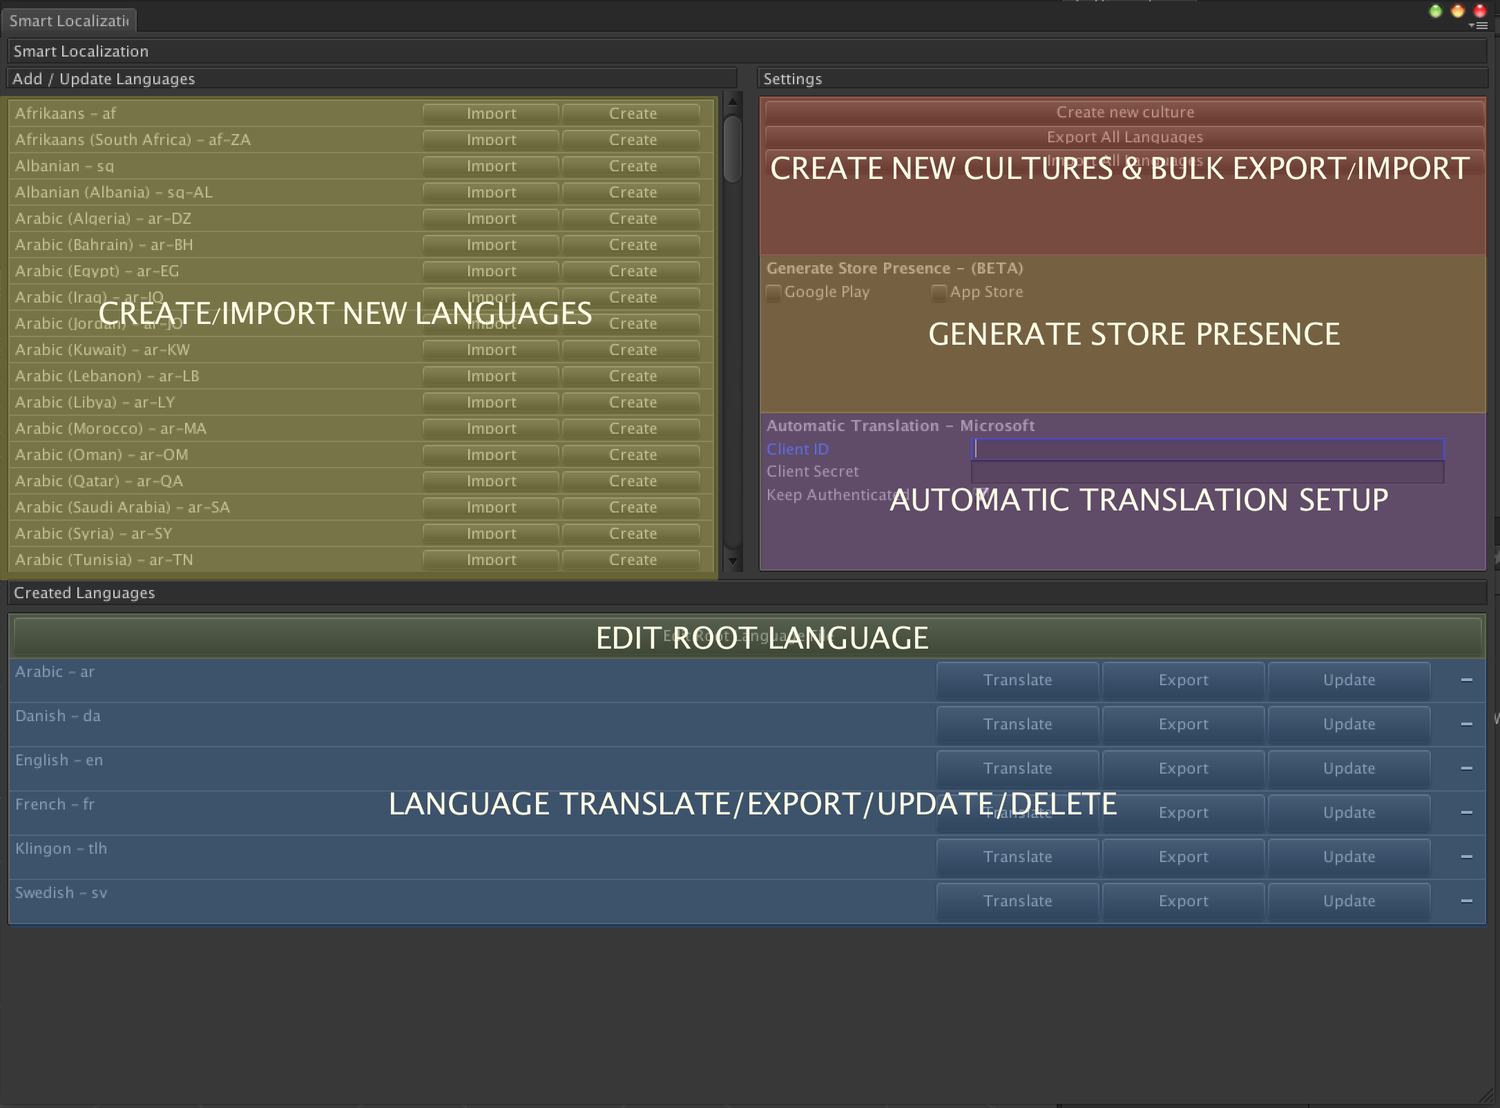 Smart Localizati
Smart Localization
Add / Update Languages
Afrikaans - af Import Create
Afrikaans (South Africa) - af-ZA Import Create
Albanian - sq Import Create
Albanian (Albania) - sq-AL Import Create
Arabic (Algeria) - ar-DZ Import Create
Arabic (Bahrain) - ar-BH Import Create
Arabic (Egypt) - ar-EG Import Create
Arabic (Iraq) - ar-IQ Import Create
CREATE/IMPORT NEW LANGUAGES
Arabic (Jordan) - ar-JO Import Create
Arabic (Kuwait) - ar-KW Import Create
Arabic (Lebanon) - ar-LB Import Create
Arabic (Libya) - ar-LY Import Create
Arabic (Morocco) - ar-MA Import Create
Arabic (Oman) - ar-OM Import Create
Arabic (Qatar) - ar-QA Import Create
Arabic (Saudi Arabia) - ar-SA Import Create
Arabic (Syria) - ar-SY Import Create
Arabic (Tunisia) - ar-TN Import Create
Settings
Create new culture
Export All Languages
Import All Languages
CREATE NEW CULTURES & BULK EXPORT/IMPORT
Generate Store Presence - (BETA)
Google Play App Store
GENERATE STORE PRESENCE
Automatic Translation - Microsoft
Client ID
Client Secret
Keep Authenticated
AUTOMATIC TRANSLATION SETUP
Created Languages
Edit Root Language File
EDIT ROOT LANGUAGE
Arabic - ar Translate Export Update -
Danish - da Translate Export Update -
English - en Translate Export Update -
LANGUAGE TRANSLATE/EXPORT/UPDATE/DELETE
French - fr Translate Export Update -
Klingon - tlh Translate Export Update -
Swedish - sv Translate Export Update -